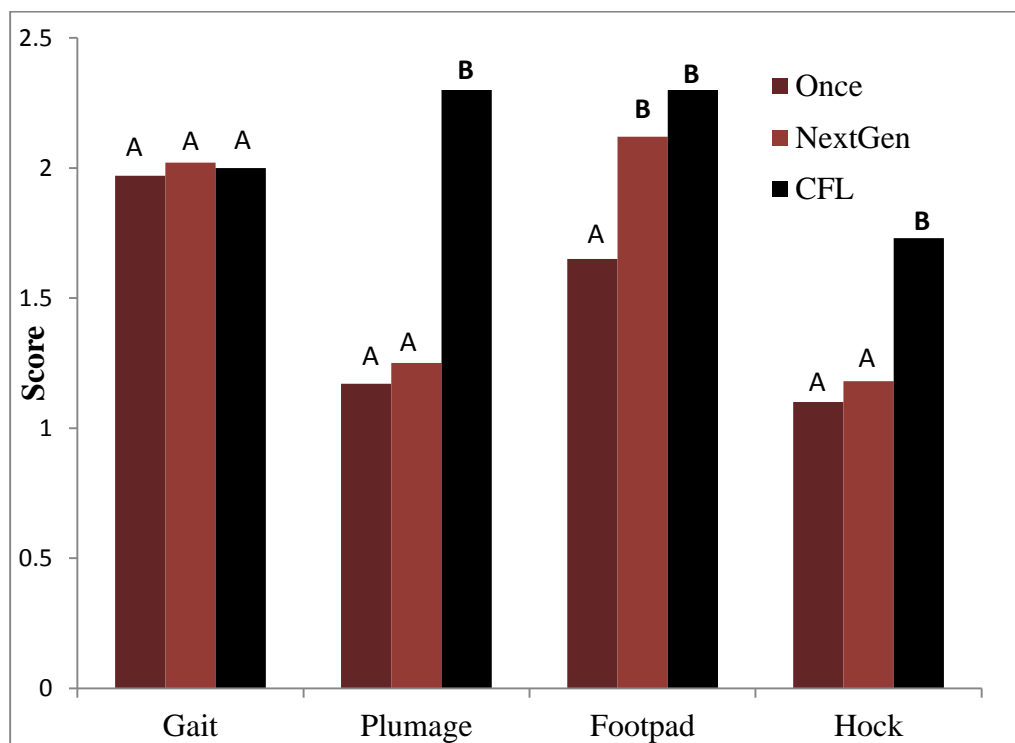 2.5
2
1.5
1
0.5
0
Score
A A A
A A B
A B B
A A B
Once
NextGen
CFL
Gait Plumage Footpad Hock